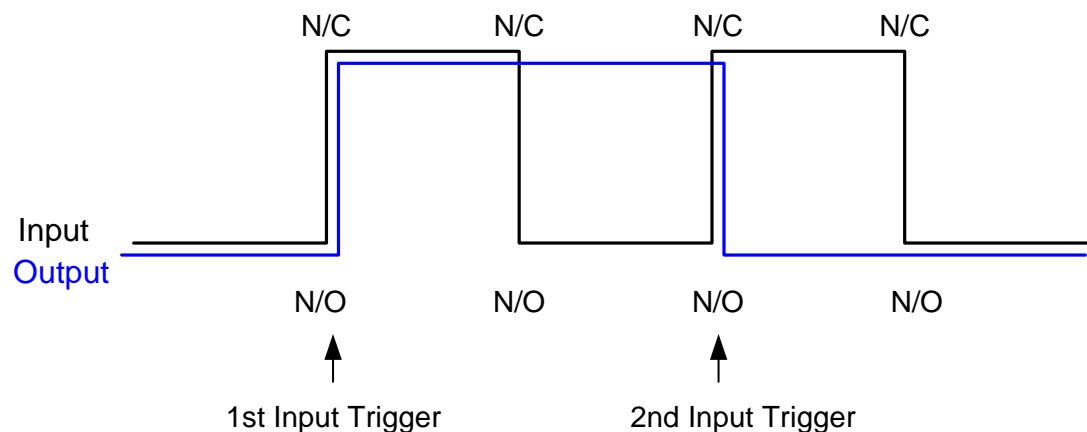 N/C N/C N/C N/C
Input
Output
N/O N/O N/O N/O
1st Input Trigger 2nd Input Trigger